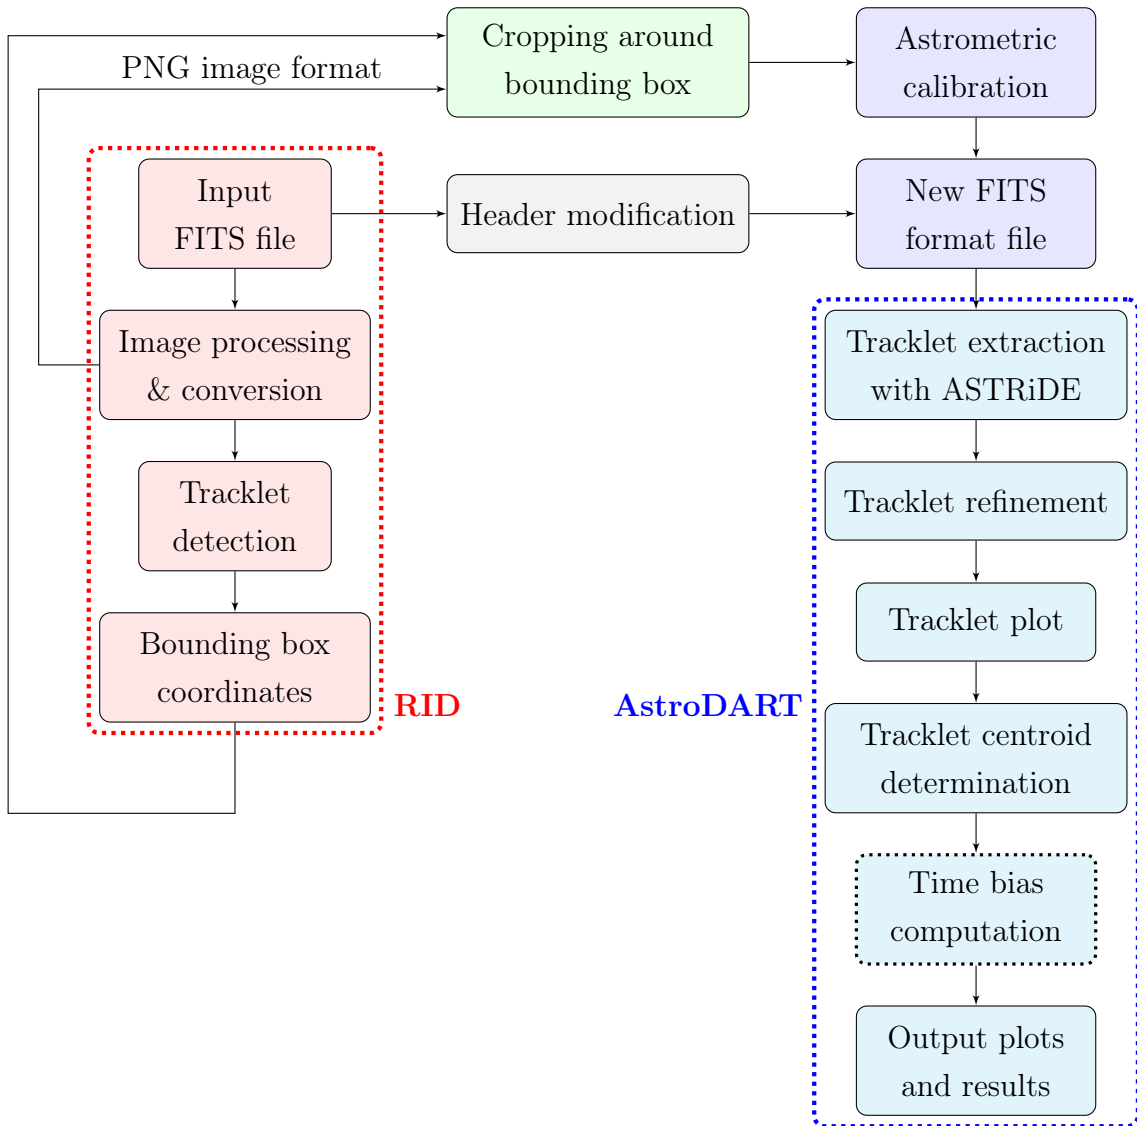 Cropping around
bounding box
Astrometric
calibration
PNG image format
Input
FITS file
Header modification
New FITS
format file
Image processing
& conversion
Tracklet
detection
Bounding box
coordinates
RID
AstroDART
Tracklet extraction
with ASTRiDE
Tracklet refinement
Tracklet plot
Tracklet centroid
determination
Time bias
computation
Output plots
and results